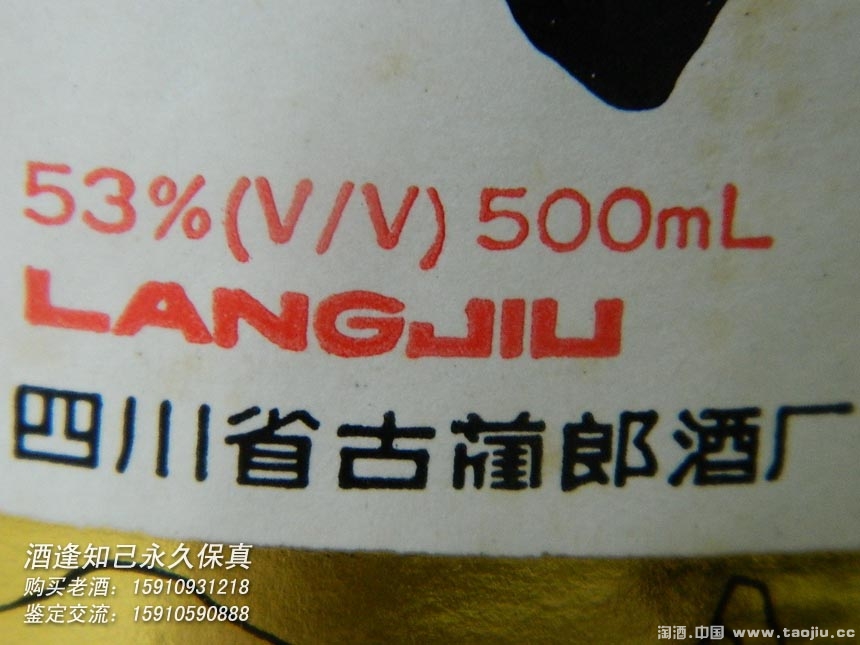 53%(V/V) 500mL
LANGJIU
四川省古蔺郎酒厂
酒逢知己永久保真
购买老酒：15910931218
鉴定交流：15910590888
淘酒.中国 www.taojiu.cc